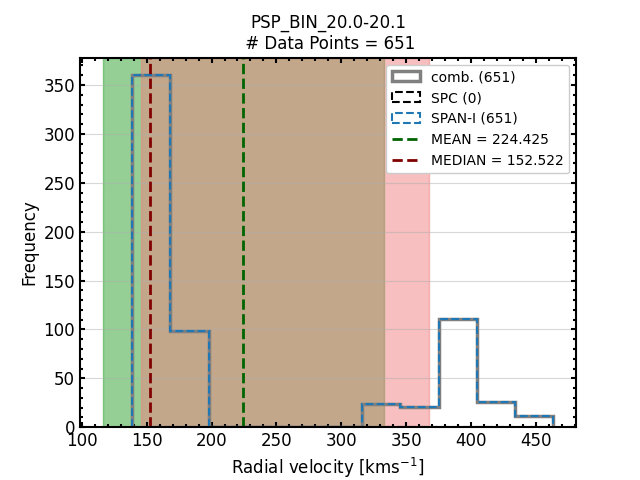 PSP_BIN_20.0-20.1
# Data Points = 651
comb. (651)
SPC (0)
SPAN-I (651)
MEAN = 224.425
MEDIAN = 152.522
Frequency
350
300
250
200
150
100
50
0
100 150 200 250 300 350 400 450
Radial velocity [kms⁻¹]